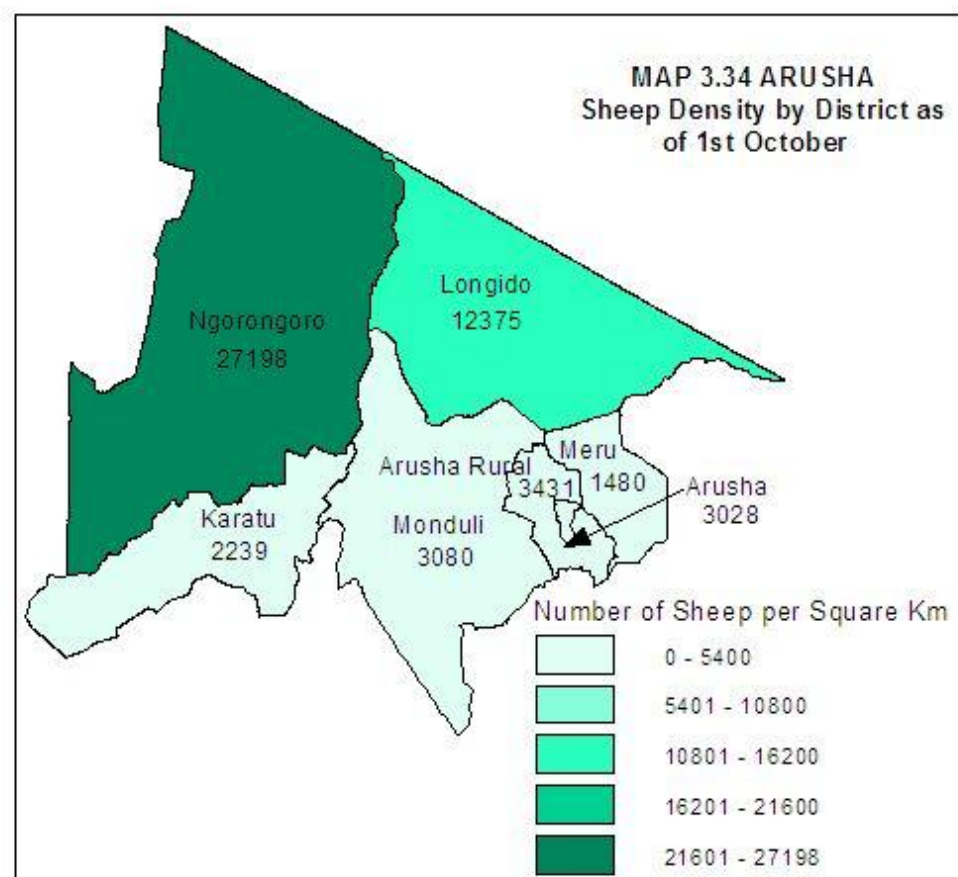 MAP 3.34 ARUSHA
Sheep Density by District as
of 1st October
Longido
12375
Ngorongoro
27198
Meru
1480
Arusha Rural
3431
Arusha
3028
Karatu
2239
Monduli
3080
Number of Sheep per Square Km
0 - 5400
5401 - 10800
10801 - 16200
16201 - 21600
21601 - 27198